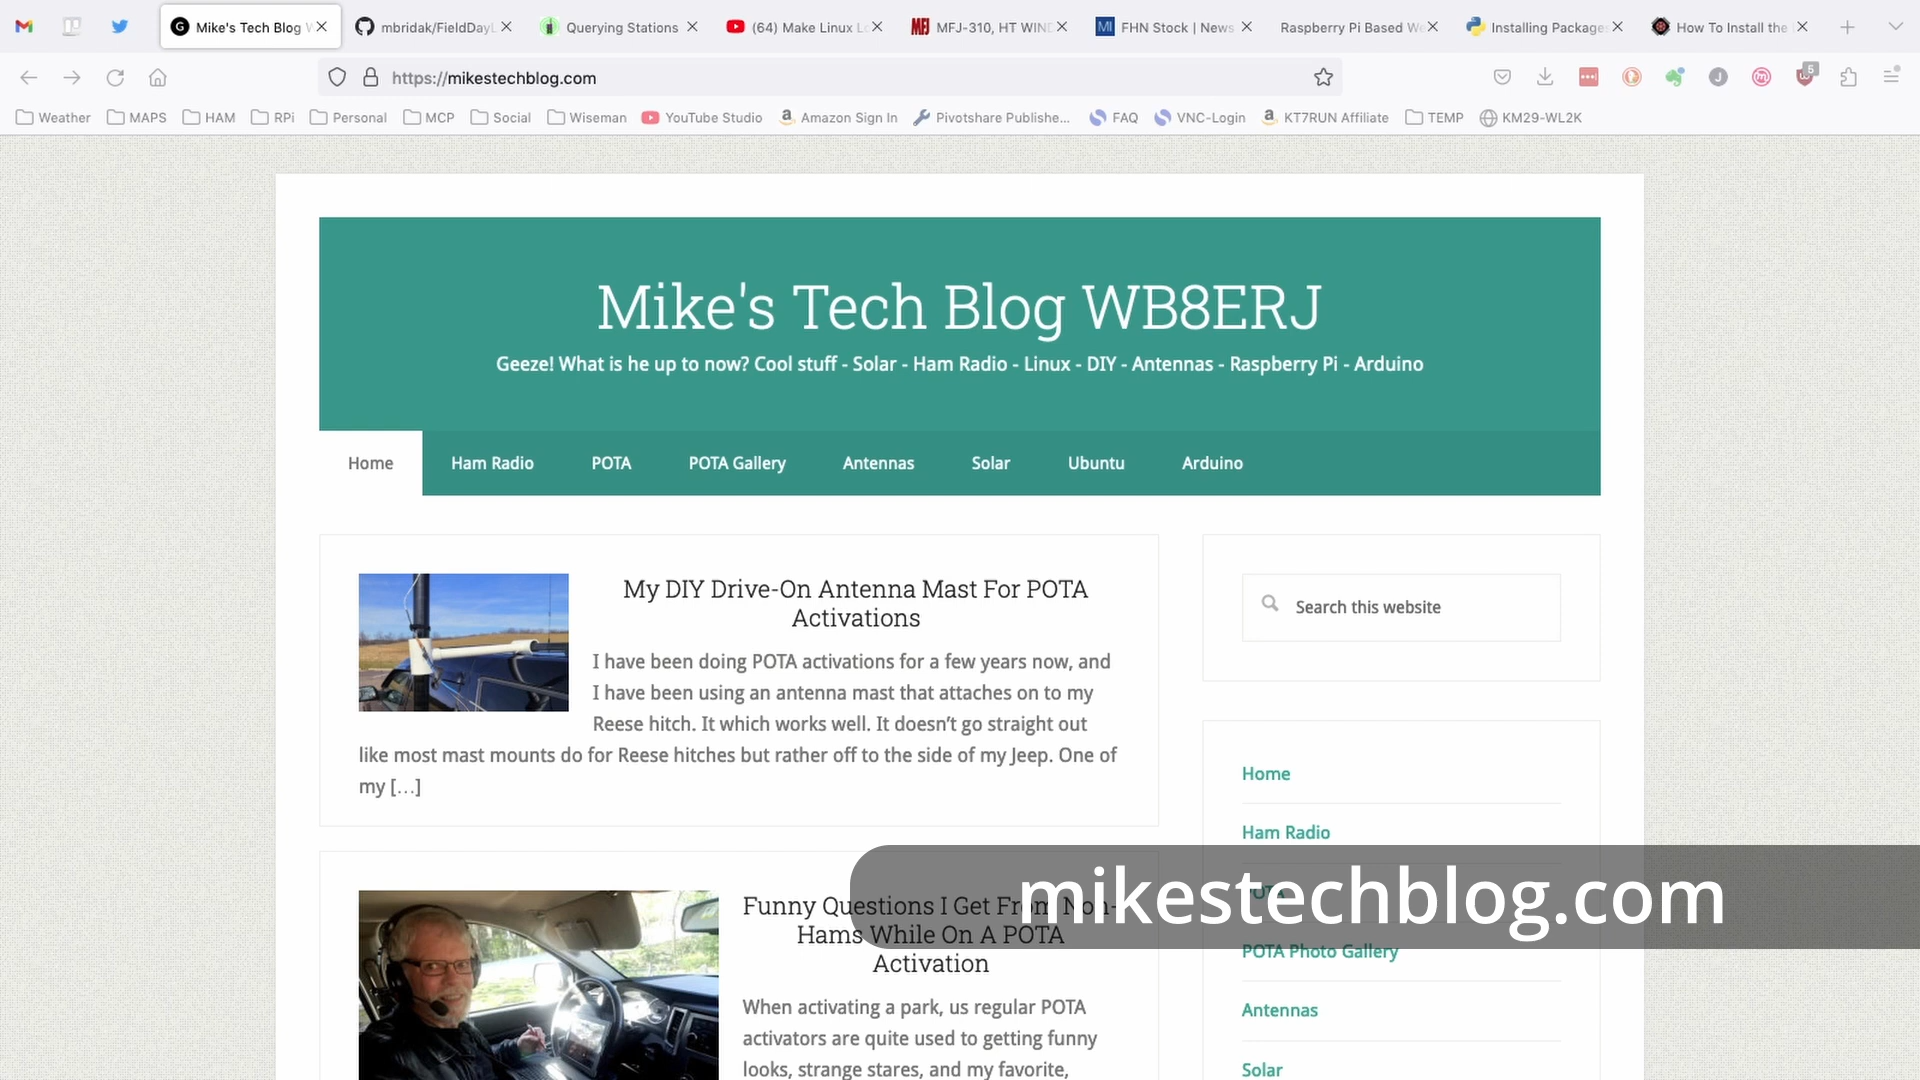 Mike's Tech Blog
mbridak/FieldDay
Querying Stations
(64) Make Linux
MFJ-310, HT WIN
FHN Stock | News
Raspberry Pi Based
Installing Package
How To Install the
https://mikestechblog.com
5
Weather
MAPS
HAM
RPi
Personal
MCP
Social
Wiseman
YouTube Studio
Amazon Sign In
Pivotshare Publishe...
FAQ
VNC-Login
KT7RUN Affiliate
TEMP
KM29-WL2K
Mike's Tech Blog WB8ERJ
Geeze! What is he up to now? Cool stuff - Solar - Ham Radio - Linux - DIY - Antennas - Raspberry Pi - Arduino
Home
Ham Radio
POTA
POTA Gallery
Antennas
Solar
Ubuntu
Arduino
My DIY Drive-On Antenna Mast For POTA
Activations
I have been doing POTA activations for a few years now, and
I have been using an antenna mast that attaches on to my
Reese hitch. It which works well. It doesn’t go straight out
like most mast mounts do for Reese hitches but rather off to the side of my Jeep. One of
my […]
Funny Questions I Get From Non-
Hams While On A POTA
Activation
When activating a park, us regular POTA
activators are quite used to getting funny
looks, strange stares, and my favorite,
Search this website
Home
Ham Radio
POTA
POTA Photo Gallery
Antennas
Solar
mikestechblog.com